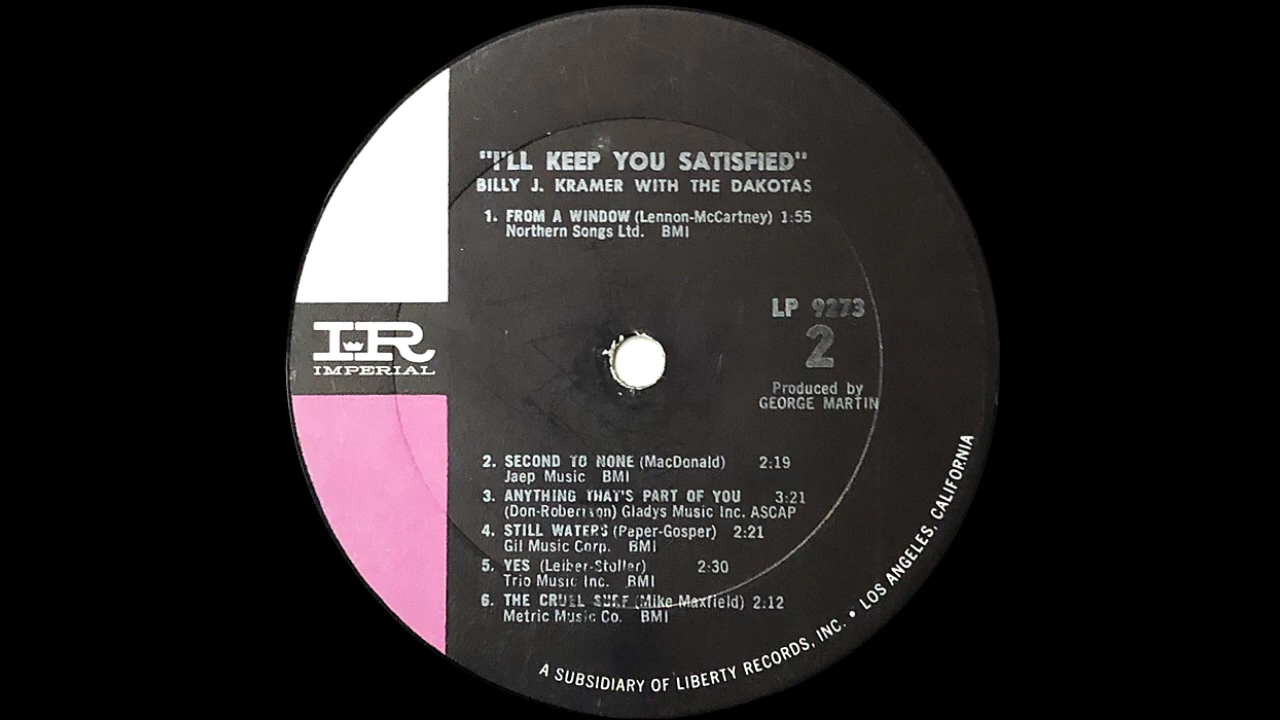 "I'LL KEEP YOU SATISFIED"
BILLY J. KRAMER WITH THE DAKOTAS
1. FROM A WINDOW (Lennon-McCartney) 1:55
Northern Songs Ltd. BMI
LP 9273
2
IR
IMPERIAL
Produced by
GEORGE MARTIN
2. SECOND TO NONE (MacDonald) 2:19
Jaep Music BMI
3. ANYTHING THAT'S PART OF YOU 3:21
(Don-Robertson) Gladys Music Inc. ASCAP
4. STILL WATERS (Peper-Gosper) 2:21
Gil Music Corp. BMI
5. YES (Leiber-Stoller) 2:30
Trio Music Inc. BMI
6. THE CRUEL SURF (Mike Maxfield) 2:12
Metric Music Co. BMI
A SUBSIDIARY OF LIBERTY RECORDS, INC. • LOS ANGELES, CALIFORNIA